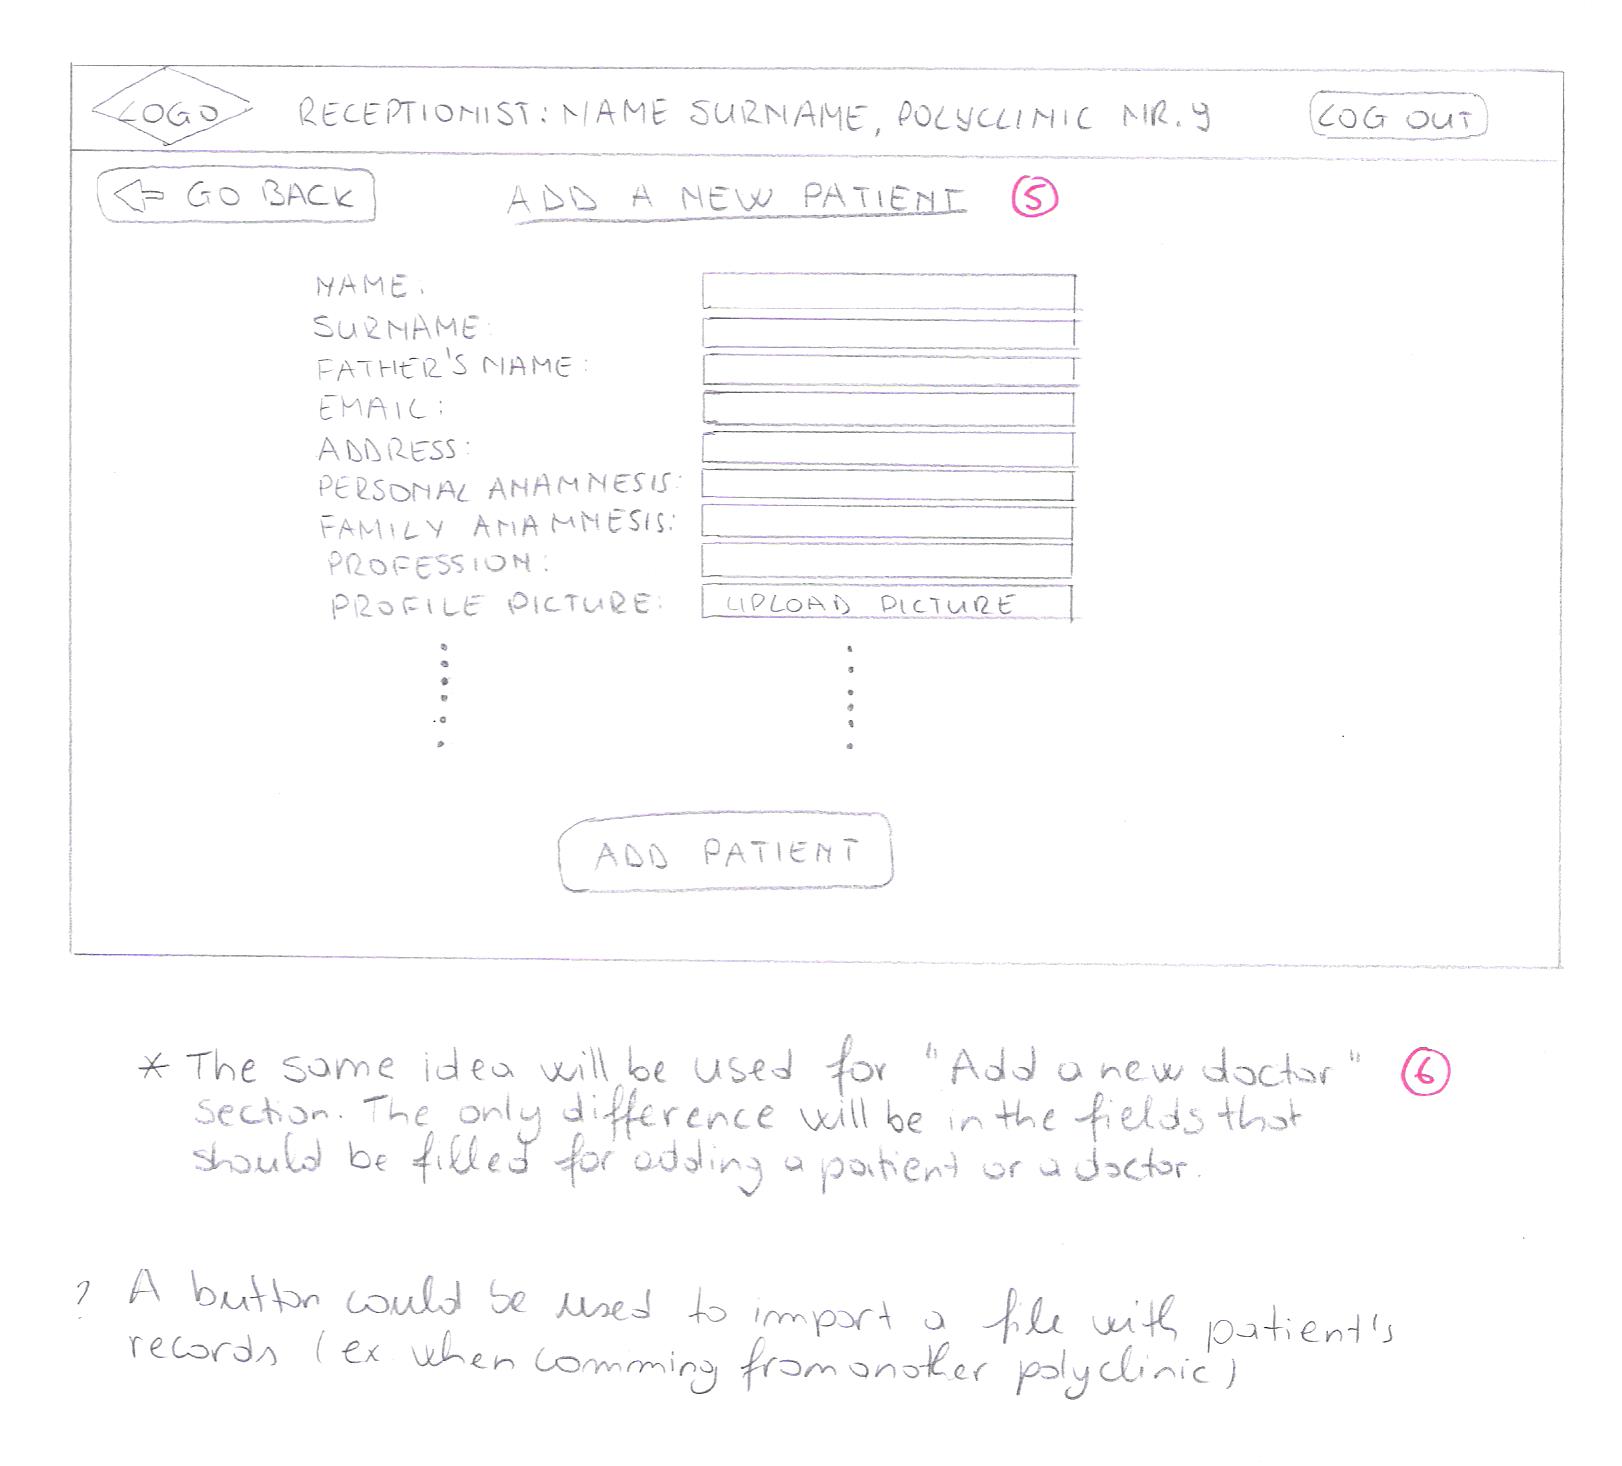 LOGO RECEPTIONIST: NAME SURNAME, POLYCLINIC NR. 9 LOG OUT
GO BACK ADD A NEW PATIENT 5
NAME:
SURNAME:
FATHER'S NAME:
EMAIL:
ADDRESS:
PERSONAL ANAMNESIS:
FAMILY ANAMNESIS:
PROFESSION:
PROFILE PICTURE: UPLOAD PICTURE
ADD PATIENT
* The same idea will be used for "Add a new doctor" 6
section. The only difference will be in the fields that
should be filled for adding a patient or a doctor.
? A button could be used to import a file with patient's
records (ex when comming from another polyclinic)